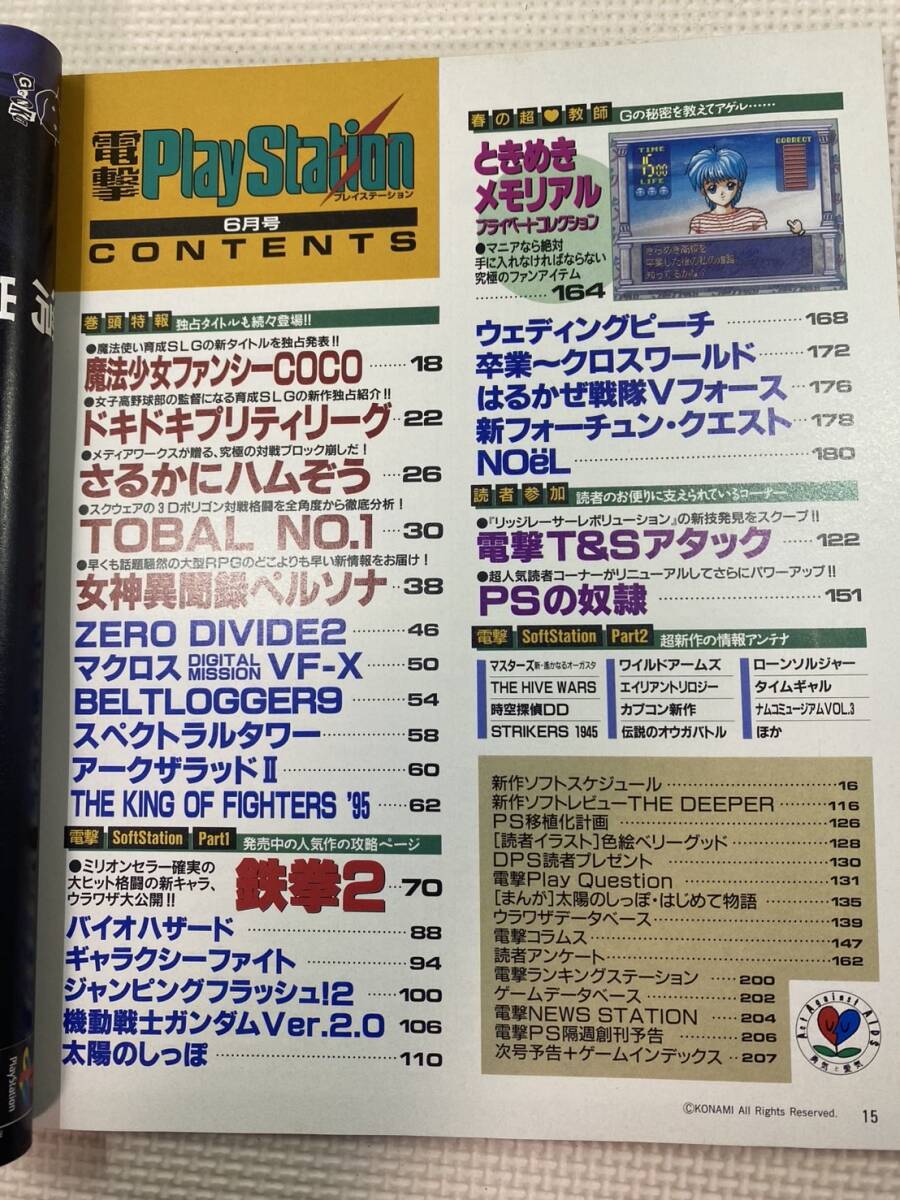 電撃PlayStation
プレイステーション
6月号
CONTENTS
巻頭特報 独占タイトルも続々登場!!
●魔法使い育成SLGの新タイトルを独占発表!!
魔法少女ファンシーCOCO ……18
●女子高野球部の監督になる育成SLGの新作独占紹介!!
ドキドキプリティリーグ…22
●メディアワークスが贈る、究極の対戦ブロック崩しだ!
さるかにハムぞう ……26
●スクウェアの3Dポリゴン対戦格闘を全角度から徹底分析!
TOBAL NO.1 ……30
●早くも話題騒然の大型RPGのどこよりも早い新情報をお届け!
女神異聞録ペルソナ…38
ZERO DIVIDE2 ……46
マクロス DIGITAL MISSION VF-X ……50
BELTLOGGER9 ……54
スペクトラルタワー ……58
アークザラッドⅡ ……60
THE KING OF FIGHTERS '95 ……62
電撃 SoftStation Part1 発売中の人気作の攻略ページ
●ミリオンセラー確実の
大ヒット格闘の新キャラ、
ウラワザ大公開!!
鉄拳2 …70
バイオハザード ……88
ギャラクシーファイト ……94
ジャンピングフラッシュ!2 ……100
機動戦士ガンダムVer.2.0 106
太陽のしっぽ ……110
春の超♥教師 Gの秘密を教えてアゲル……
ときめき
メモリアル
プライベートコレクション
●マニアなら絶対
手に入れなければならない
究極のファンアイテム
……164
TIME
1500
LIFE
CORRECT
きらめき高校を
卒業した後の私の進路
知ってるかな?
ウェディングピーチ ……168
卒業〜クロスワールド ……172
はるかぜ戦隊Vフォース ……176
新フォーチュン・クエスト ……178
NOëL ……180
読者参加 読者のお便りに支えられているコーナー
●『リッジレーサーレボリューション』の新技発見をスクープ!!
電撃T&Sアタック ……122
●超人気読者コーナーがリニューアルしてさらにパワーアップ!!
PSの奴隷 ……151
電撃 SoftStation Part2 超新作の情報アンテナ
マスターズ 新・遙かなるオーガスタ
THE HIVE WARS
時空探偵DD
STRIKERS 1945
ワイルドアームズ
エイリアントリロジー
カプコン新作
伝説のオウガバトル
ローンソルジャー
タイムギャル
ナムコミュージアムVOL.3
ほか
新作ソフトスケジュール ……16
新作ソフトレビューTHE DEEPER ……116
PS移植化計画 ……126
[読者イラスト]色絵ベリーグッド ……128
DPS読者プレゼント ……130
電撃Play Question ……131
[まんが]太陽のしっぽ・はじめて物語 ……135
ウラワザデータベース ……139
電撃コラムス ……147
読者アンケート ……162
電撃ランキングステーション ……200
ゲームデータベース ……202
電撃NEWS STATION ……204
電撃PS隔週創刊予告 ……206
次号予告+ゲームインデックス ‥207
Act Against AIDS
勇気と愛気
©KONAMI All Rights Reserved.
15
PlayStation